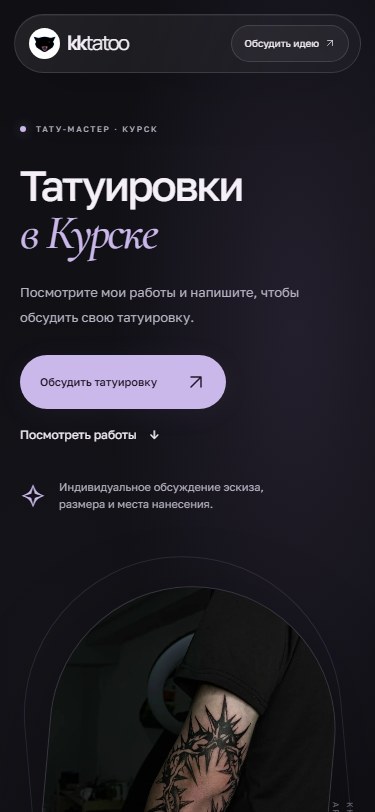 kktatoo
Обсудить идею
ТАТУ-МАСТЕР · КУРСК
Татуировки
в Курске
Посмотрите мои работы и напишите, чтобы
обсудить свою татуировку.
Обсудить татуировку
Посмотреть работы
Индивидуальное обсуждение эскиза,
размера и места нанесения.